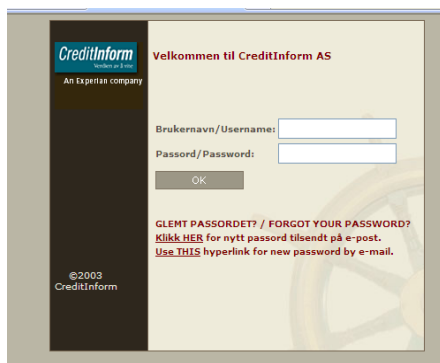 CreditInform
Verdien av å vite
An Experian company
Velkommen til CreditInform AS
Brukernavn/Username:
Passord/Password:
OK
GLEMT PASSORDET? / FORGOT YOUR PASSWORD?
Klikk HER for nytt passord tilsendt på e-post.
Use THIS hyperlink for new password by e-mail.
©2003
CreditInform